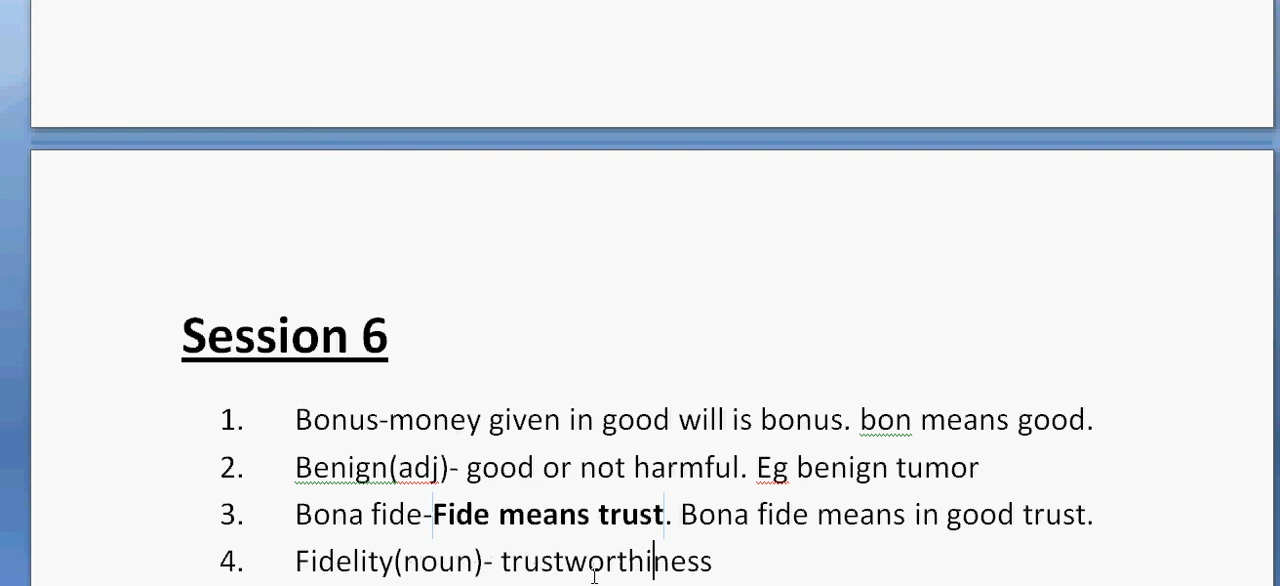 Session 6
1. Bonus-money given in good will is bonus. bon means good.
2. Benign(adj)- good or not harmful. Eg benign tumor
3. Bona fide-Fide means trust. Bona fide means in good trust.
4. Fidelity(noun)- trustworthiness